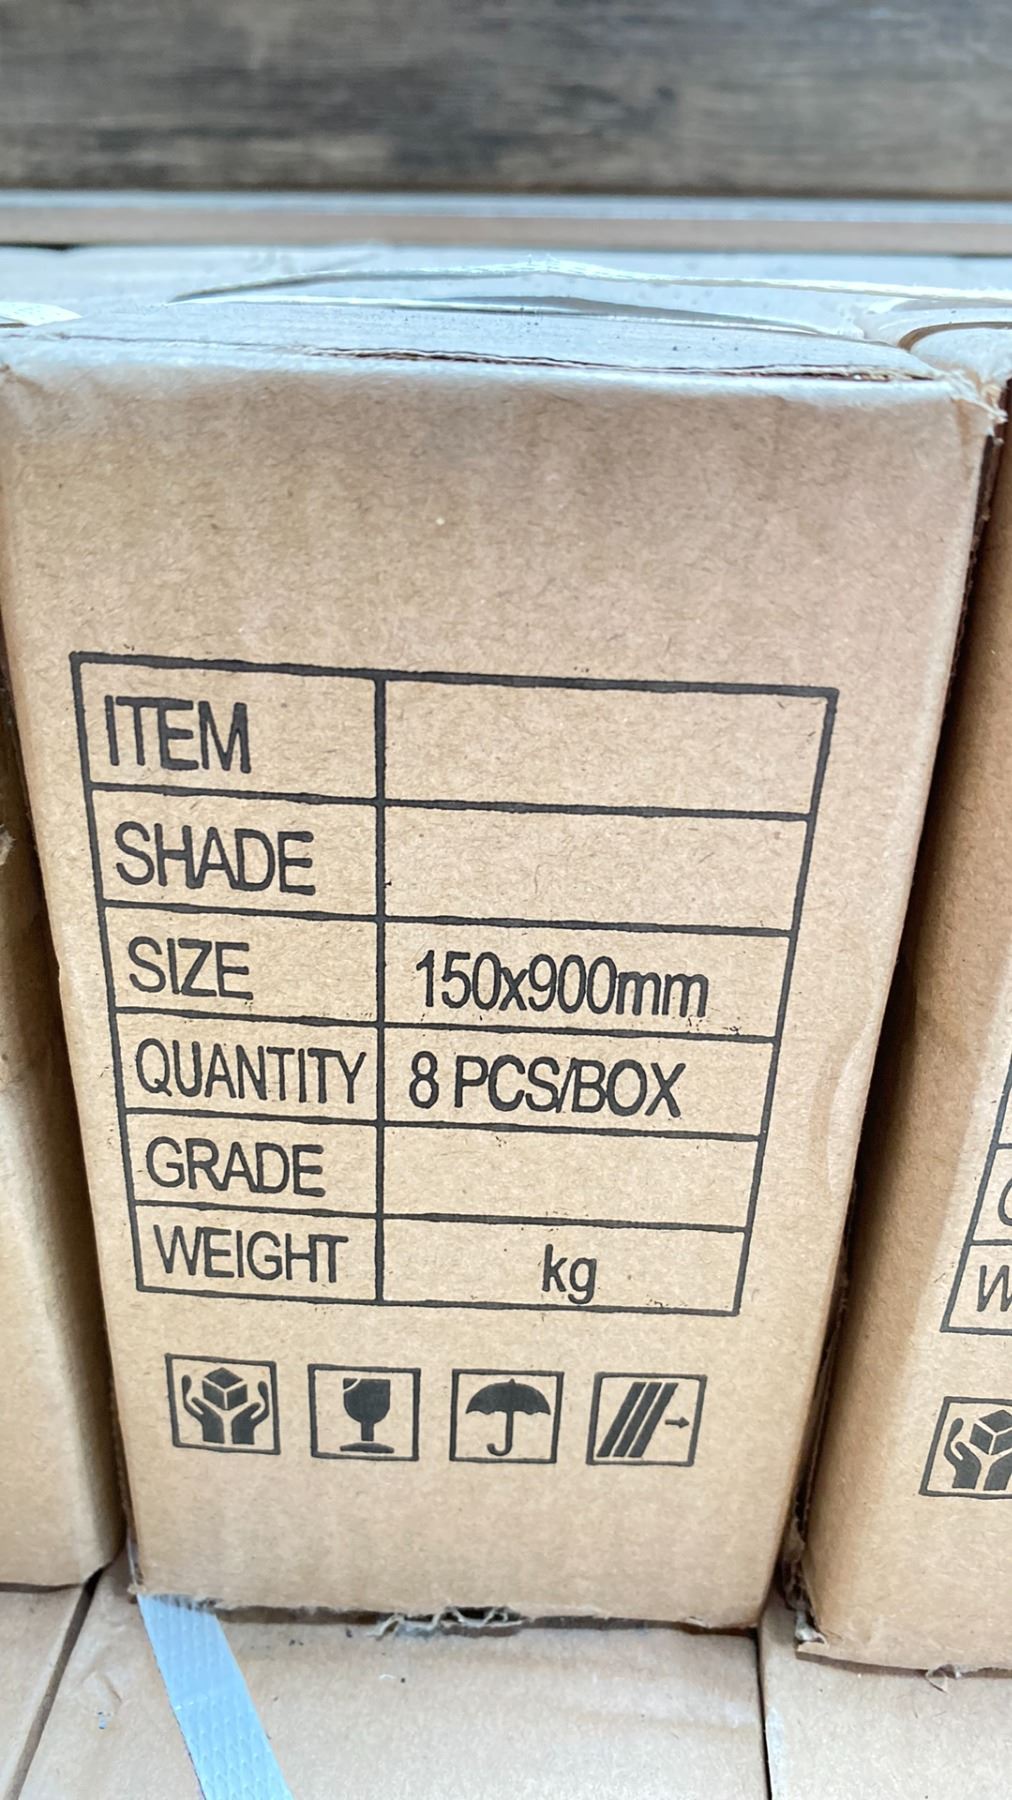 ITEM
SHADE
SIZE 150x900mm
QUANTITY 8 PCS/BOX
GRADE
WEIGHT kg
W